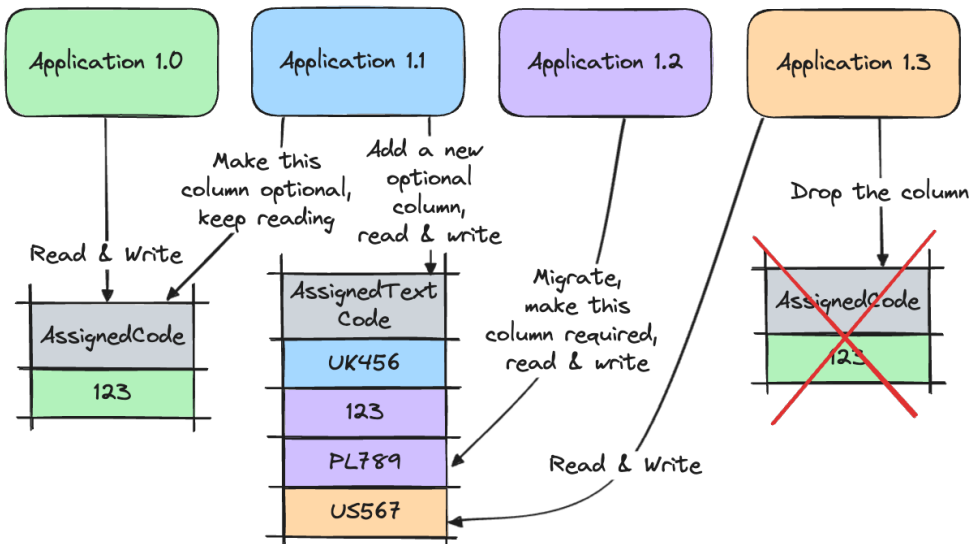 Application 1.0
Application 1.1
Application 1.2
Application 1.3
Make this
column optional,
keep reading
Add a new
optional
column,
read & write
Drop the column
Read & Write
Migrate,
make this
column required,
read & write
AssignedCode
123
AssignedText
Code
UK456
123
PL789
US567
Read & Write
AssignedCode
123